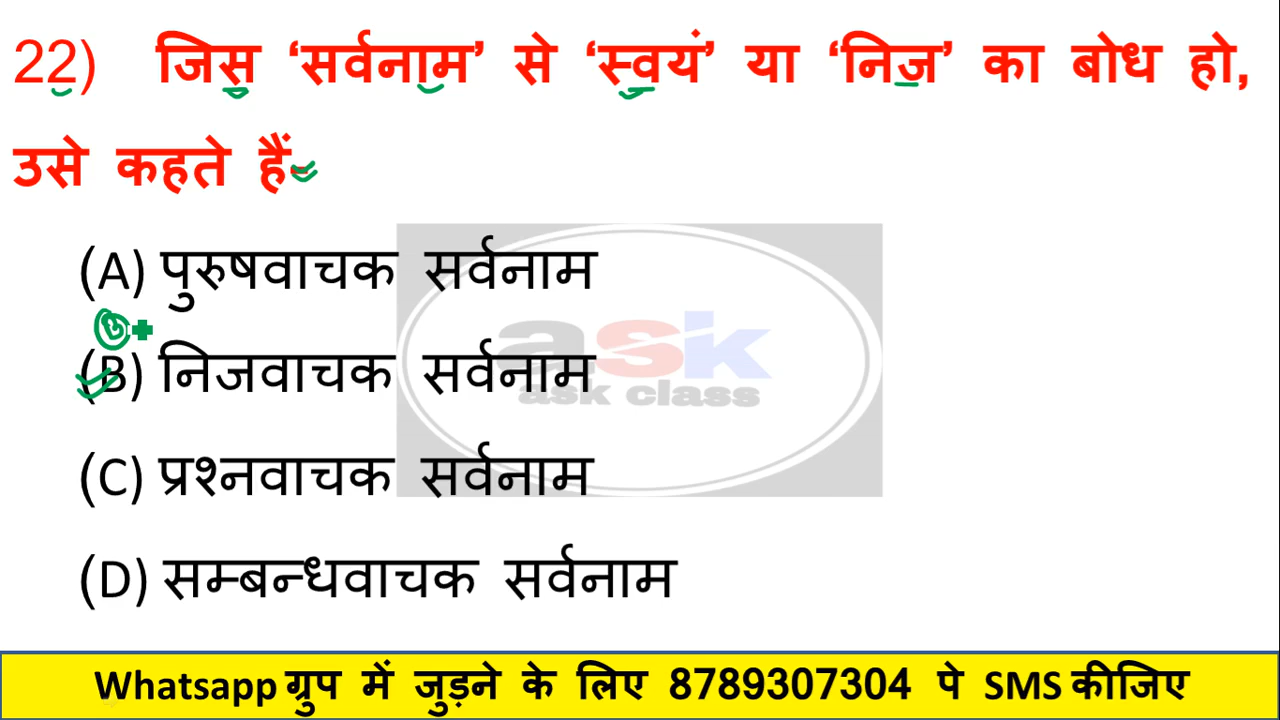 22) जिस ‘सर्वनाम’ से ‘स्वयं’ या ‘निज’ का बोध हो,
उसे कहते हैं-
(A) पुरुषवाचक सर्वनाम
(B) निजवाचक सर्वनाम
(C) प्रश्नवाचक सर्वनाम
(D) सम्बन्धवाचक सर्वनाम
ask
ask class
Whatsapp ग्रुप में जुड़ने के लिए 8789307304 पे SMS कीजिए